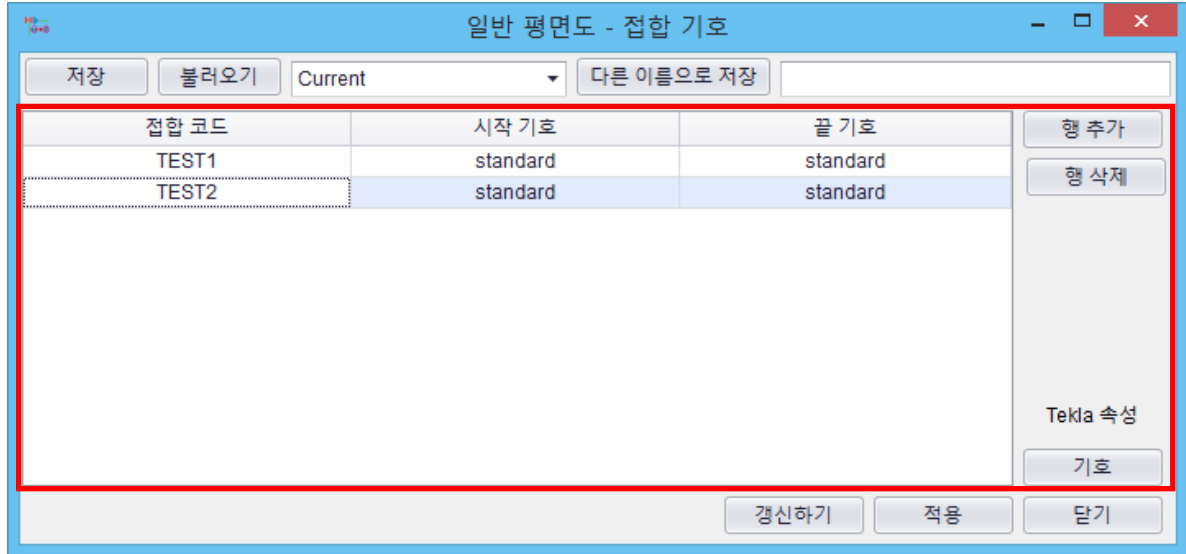 일반 평면도 - 접합 기호
저장 불러오기 Current 다른 이름으로 저장
접합 코드 시작 기호 끝 기호 행 추가
TEST1 standard standard
행 삭제
TEST2 standard standard
Tekla 속성
기호
갱신하기 적용 닫기